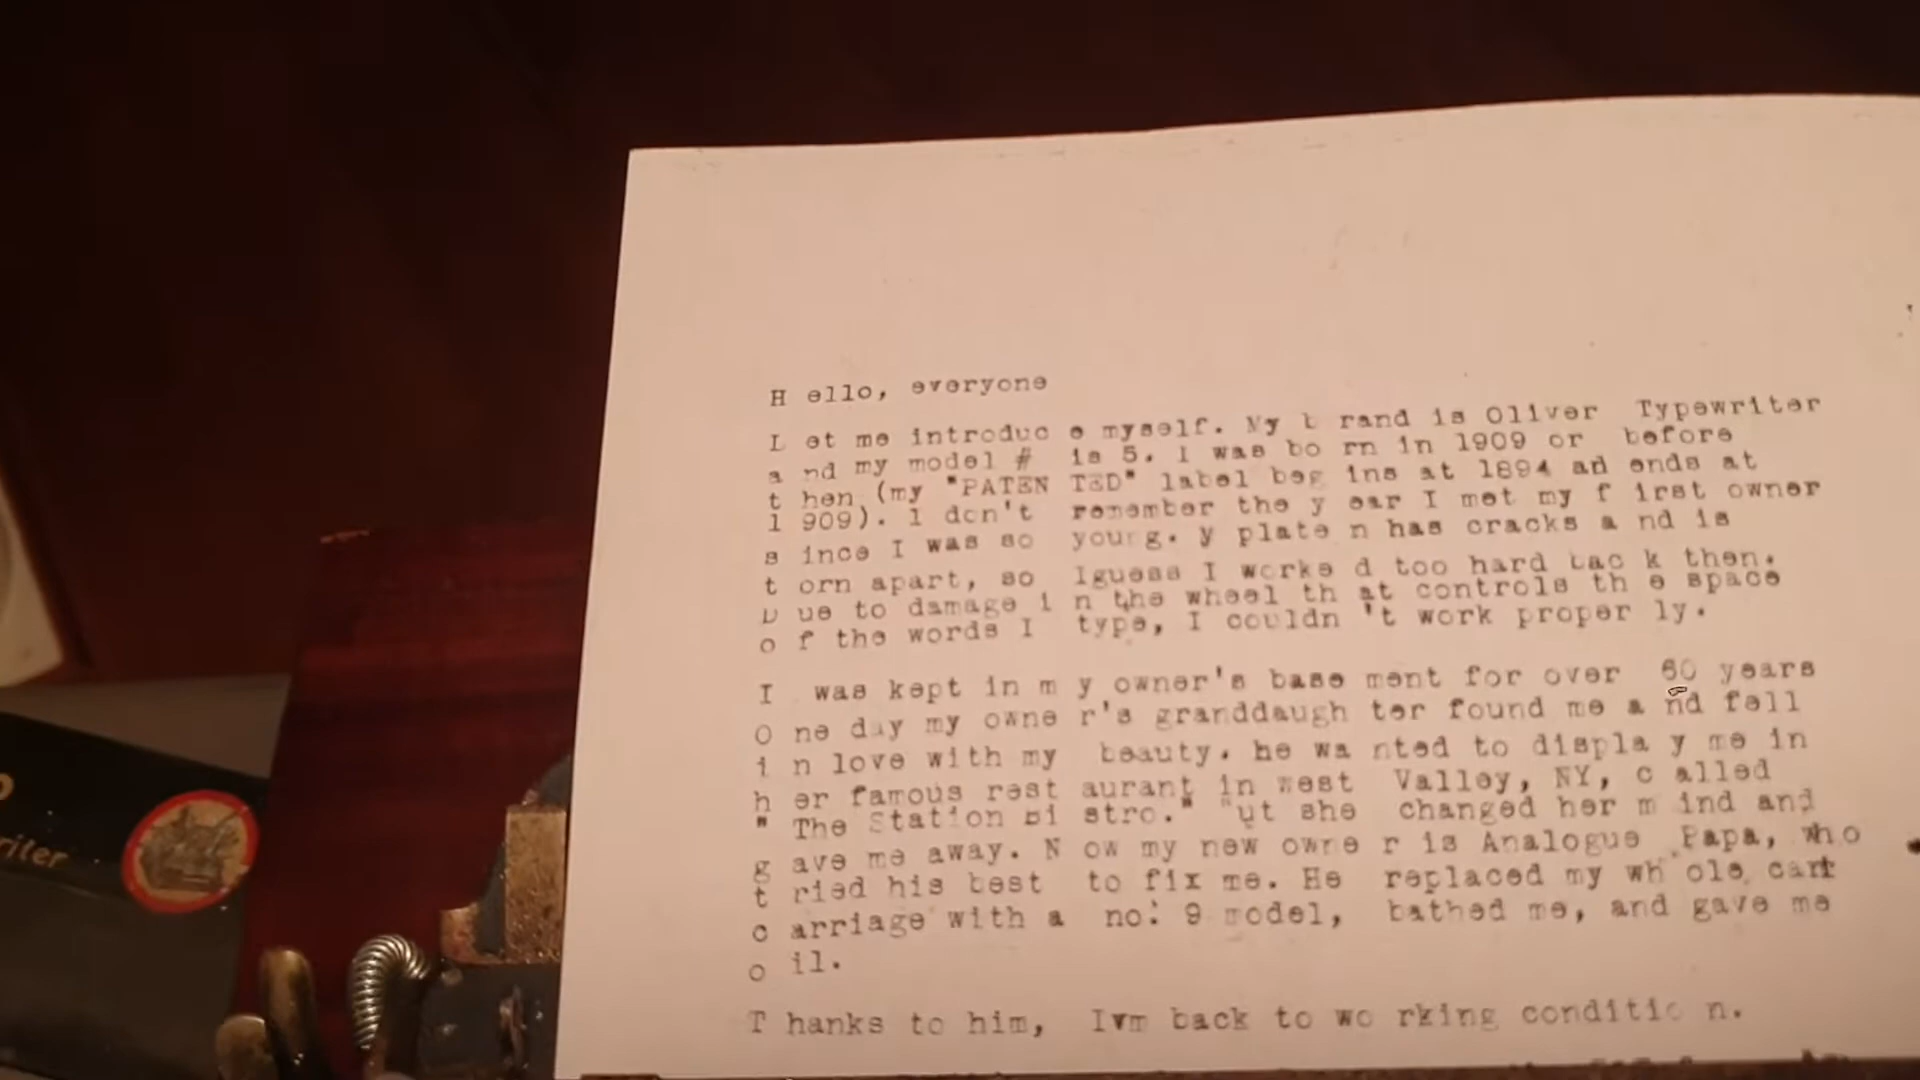 H ello, everyone
L et me introduc e myself. My b rand is Oliver Typewriter
a nd my model # is 5. I was bo rn in 1909 or before
t hen (my "PATEN TED" label beg ins at 1894 ad ends at
1 909). I don't remember the y ear I met my f irst owner
s ince I was so young. y plate n has cracks a nd is
t orn apart, so Iguess I worke d too hard bac k then.
D ue to damage i n the wheel th at controls th e space
o f the words I type, I couldn 't work proper ly.
I was kept in m y owner's base ment for over 60 years
O ne day my owne r's granddaugh ter found me a nd fell
i n love with my beauty. he wa nted to displa y me in
h er famous rest aurant in west Valley, NY, c alled
" The Station Bi stro." "ut she changed her m ind and
g ave me away. N ow my new owne r is Analogue Papa, who
t ried his best to fix me. He replaced my wh ole cart
c arriage with a no: 9 model, bathed me, and gave me
o il.
T hanks to him, Ivm back to wo rking conditio n.
riter